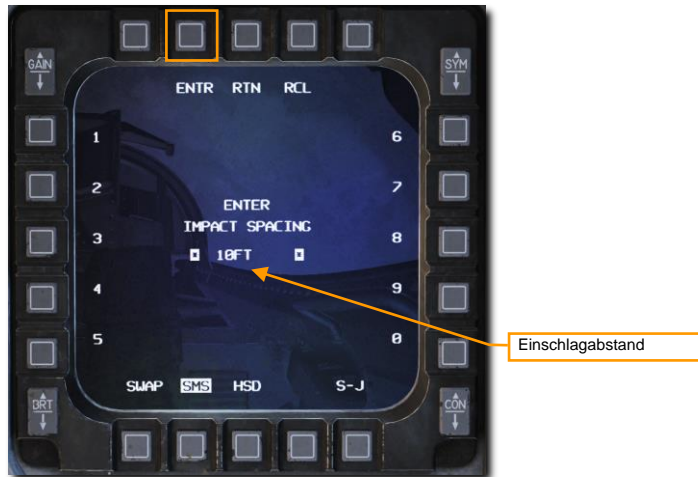 GAIN
SYM
ENTR RTN RCL
1 6
2 7
ENTER
IMPACT SPACING
3 8
10FT
4 9
Einschlagabstand
5 0
SWAP SMS HSD S-J
BRT
CON